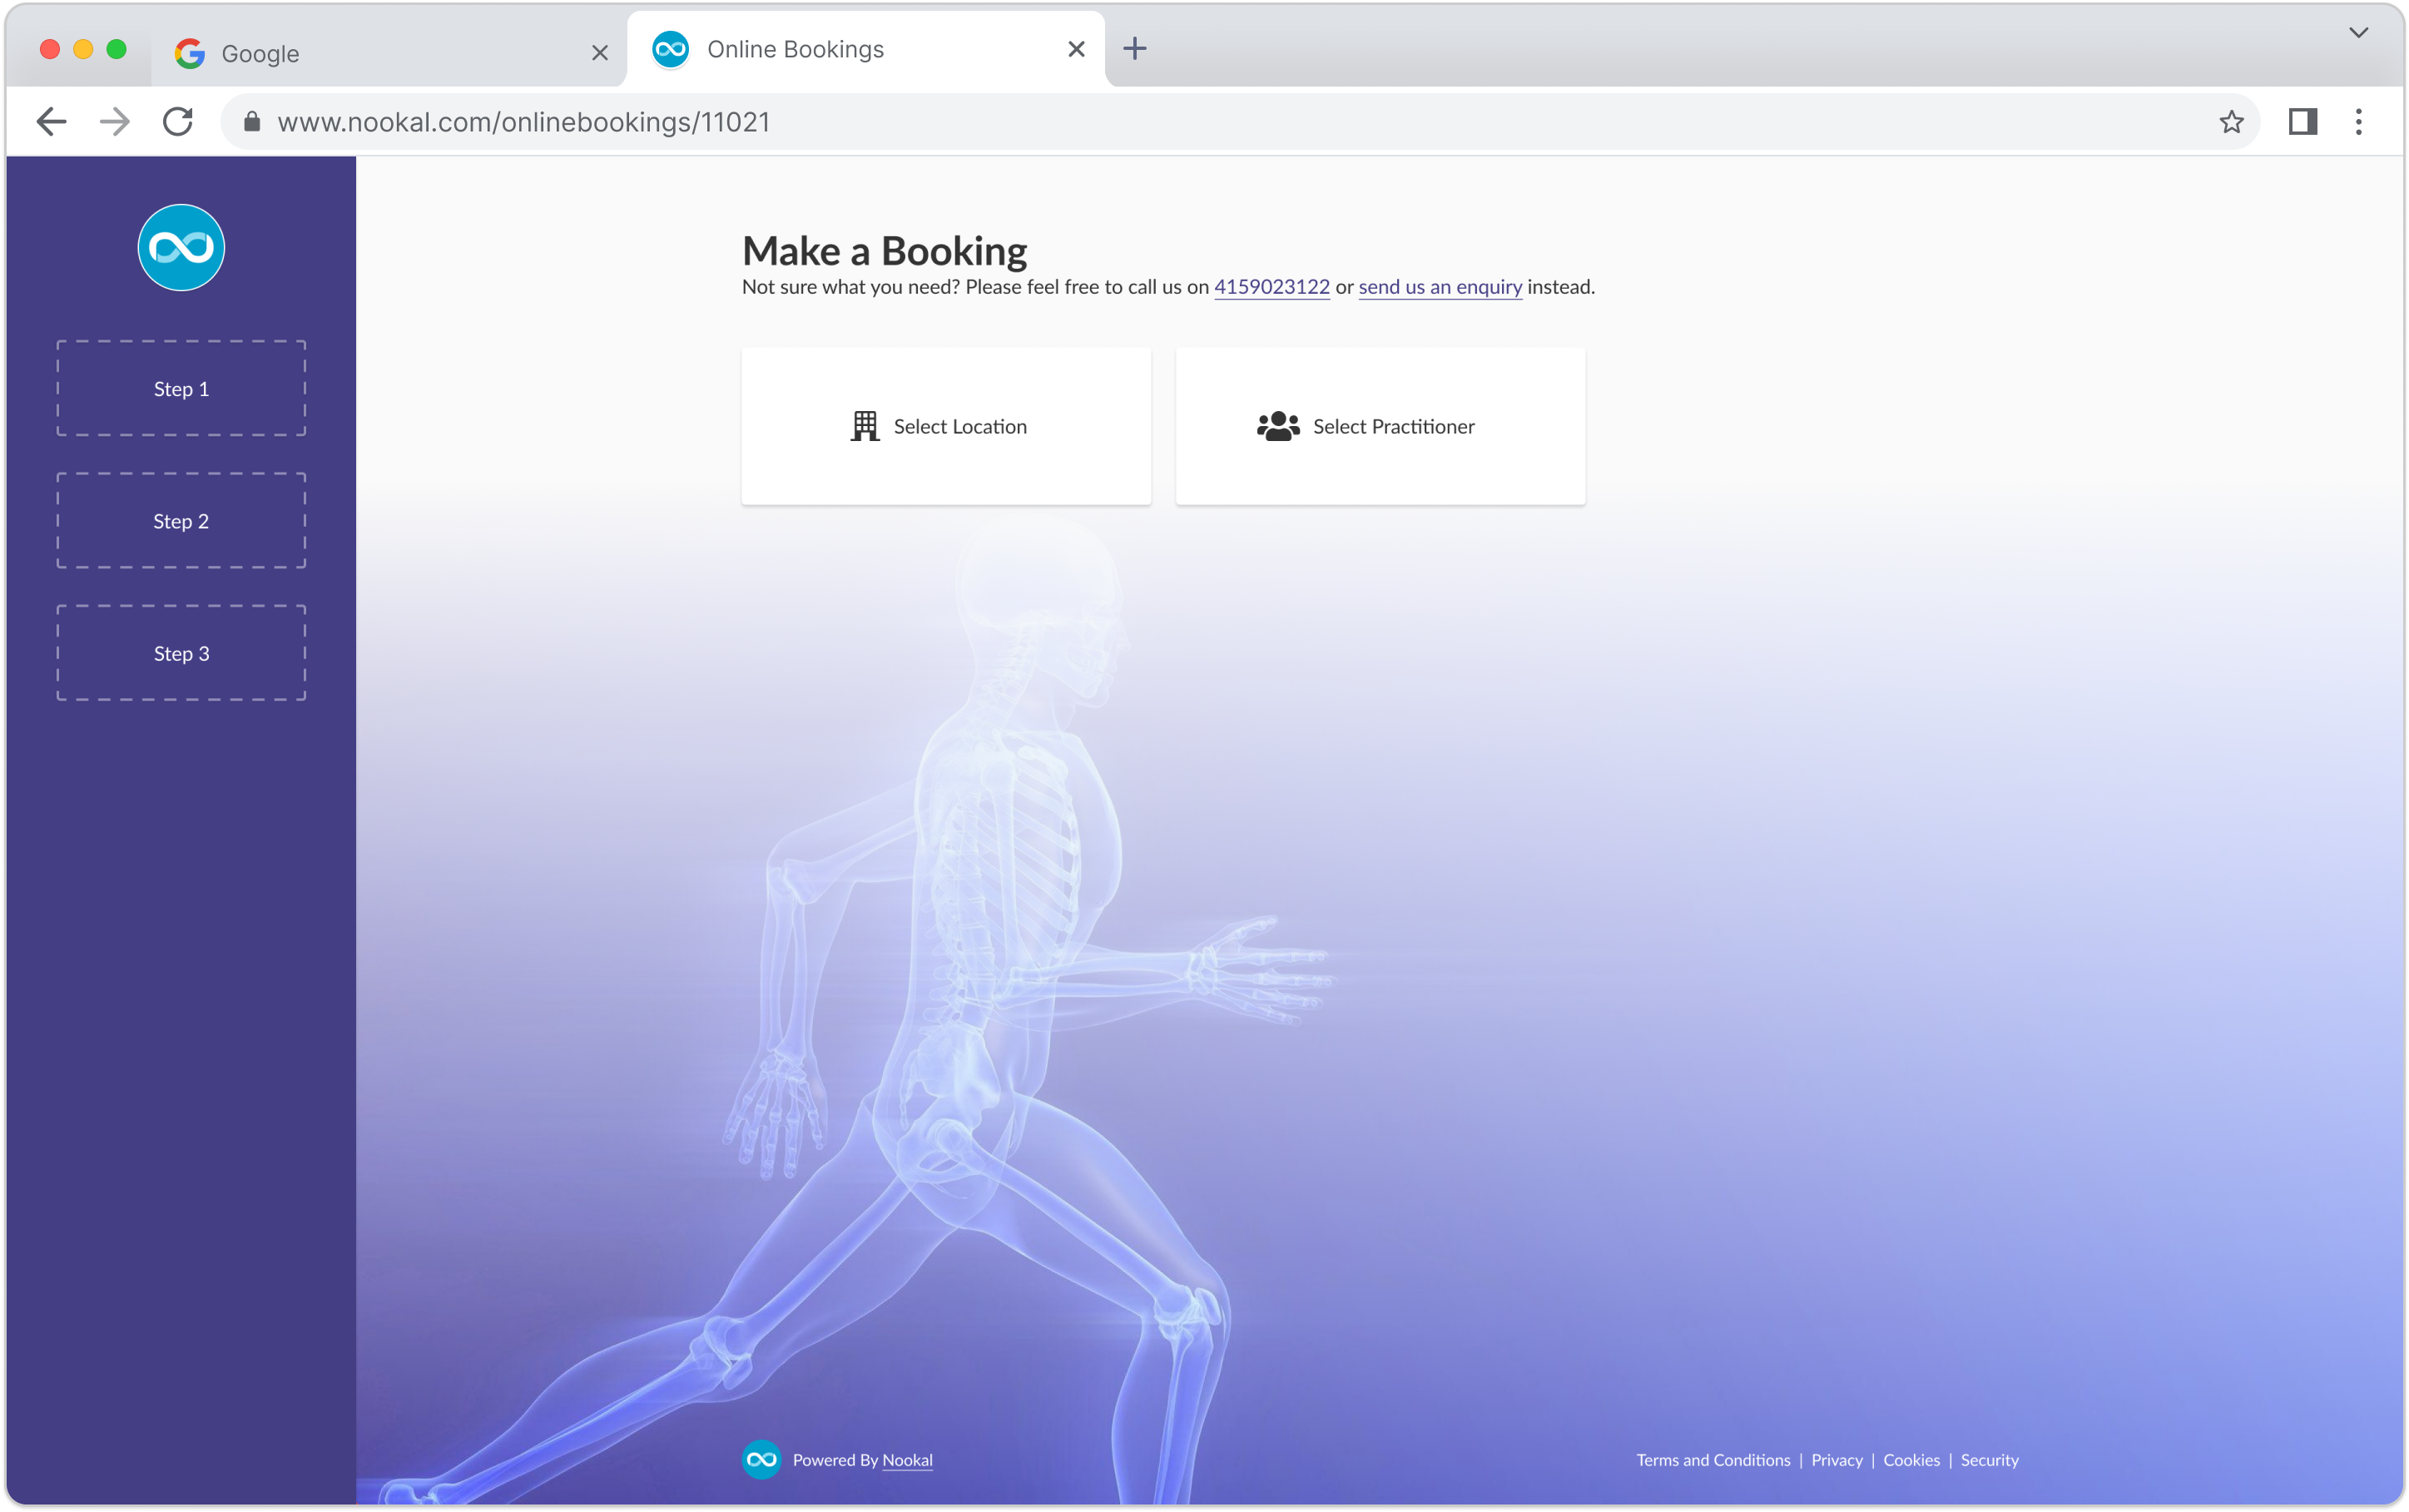 Google
Online Bookings
www.nookal.com/onlinebookings/11021
Make a Booking
Not sure what you need? Please feel free to call us on 4159023122 or send us an enquiry instead.
Step 1
Step 2
Step 3
Select Location
Select Practitioner
Powered By Nookal
Terms and Conditions | Privacy | Cookies | Security